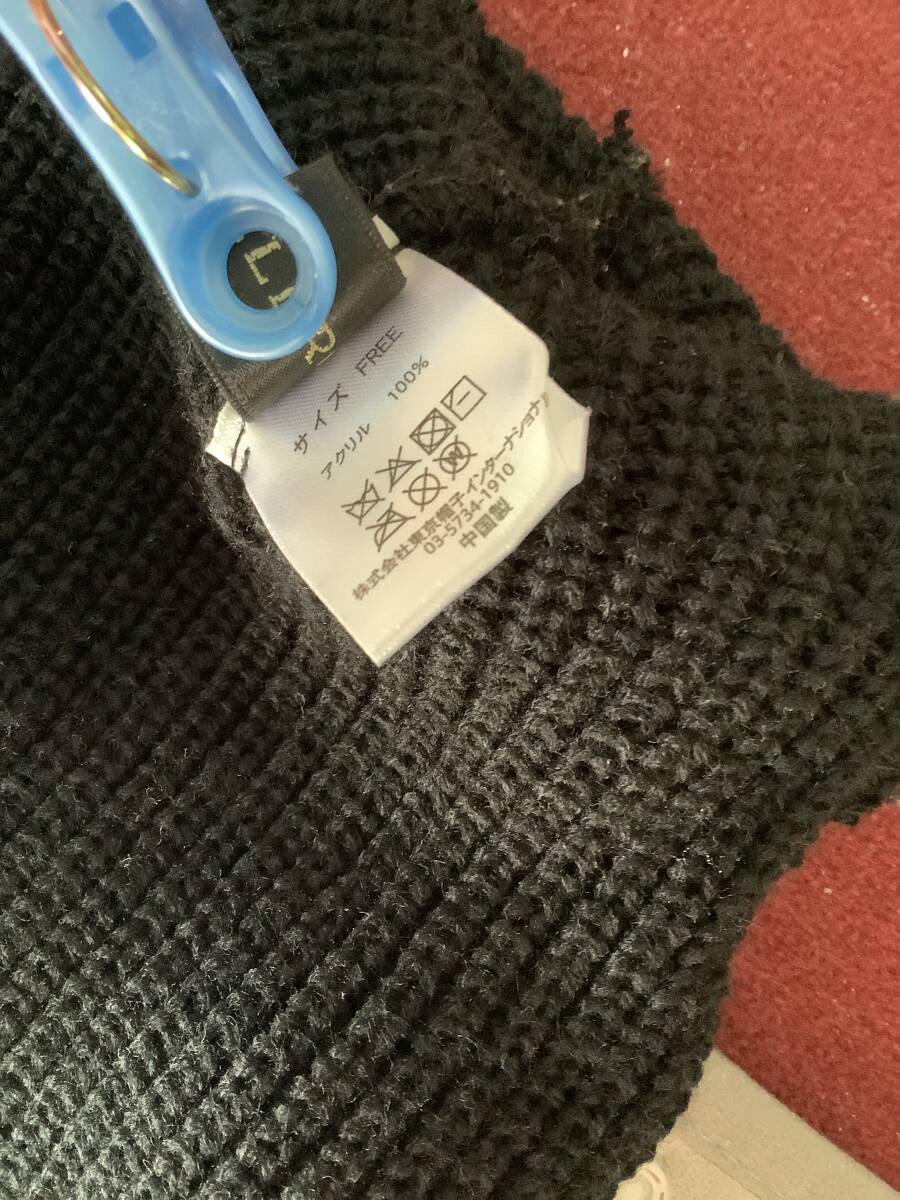 サイズ FREE
アクリル 100%
株式会社東京帽子インターナショナル
03-5734-1910
中国製